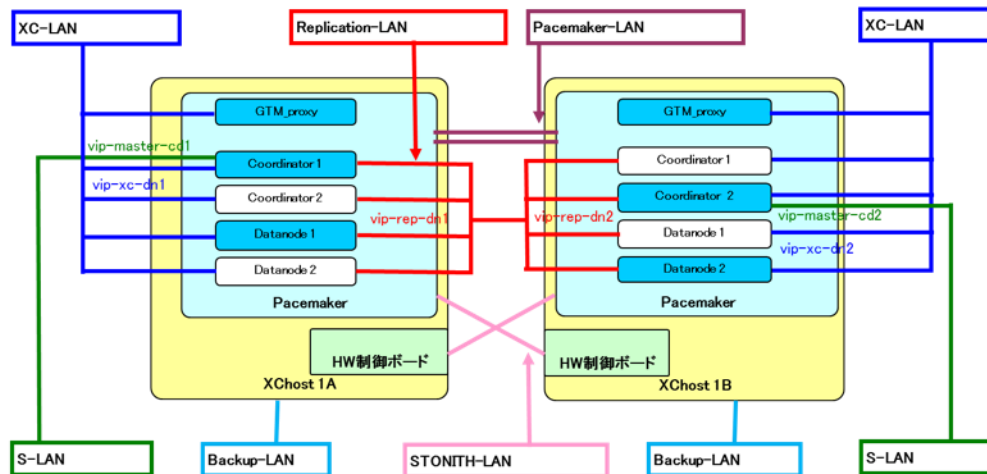 XC-LAN
Replication-LAN
Pacemaker-LAN
XC-LAN
GTM_proxy
GTM_proxy
vip-master-cd1
Coordinator 1
Coordinator 1
vip-xc-dn1
Coordinator 2
Coordinator 2
vip-rep-dn1
vip-rep-dn2
vip-master-cd2
Datanode 1
Datanode 1
vip-xc-dn2
Datanode 2
Datanode 2
Pacemaker
Pacemaker
HW制御ボード
HW制御ボード
XChost 1A
XChost 1B
S-LAN
Backup-LAN
STONITH-LAN
Backup-LAN
S-LAN